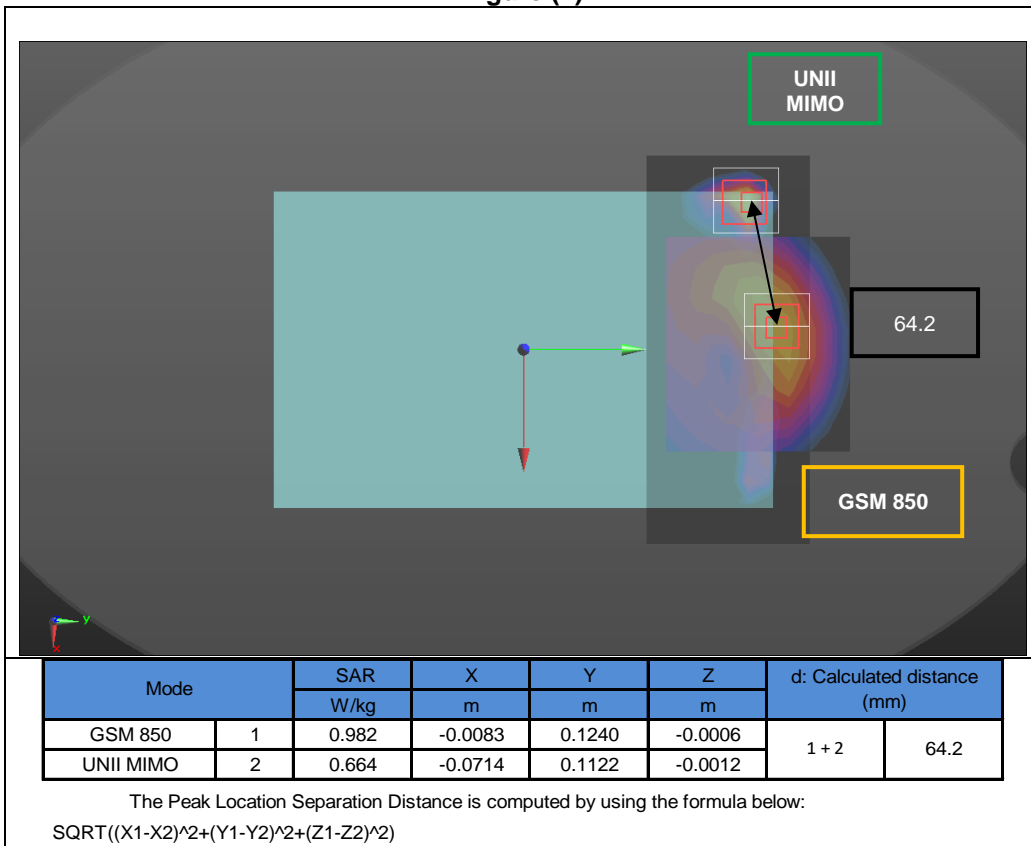 UNII
MIMO
64.2
GSM 850
y
x
Mode SAR X Y Z d: Calculated distance (mm)
W/kg m m m
GSM 850 1 0.982 -0.0083 0.1240 -0.0006 1 + 2 64.2
UNII MIMO 2 0.664 -0.0714 0.1122 -0.0012
The Peak Location Separation Distance is computed by using the formula below:
SQRT((X1-X2)^2+(Y1-Y2)^2+(Z1-Z2)^2)